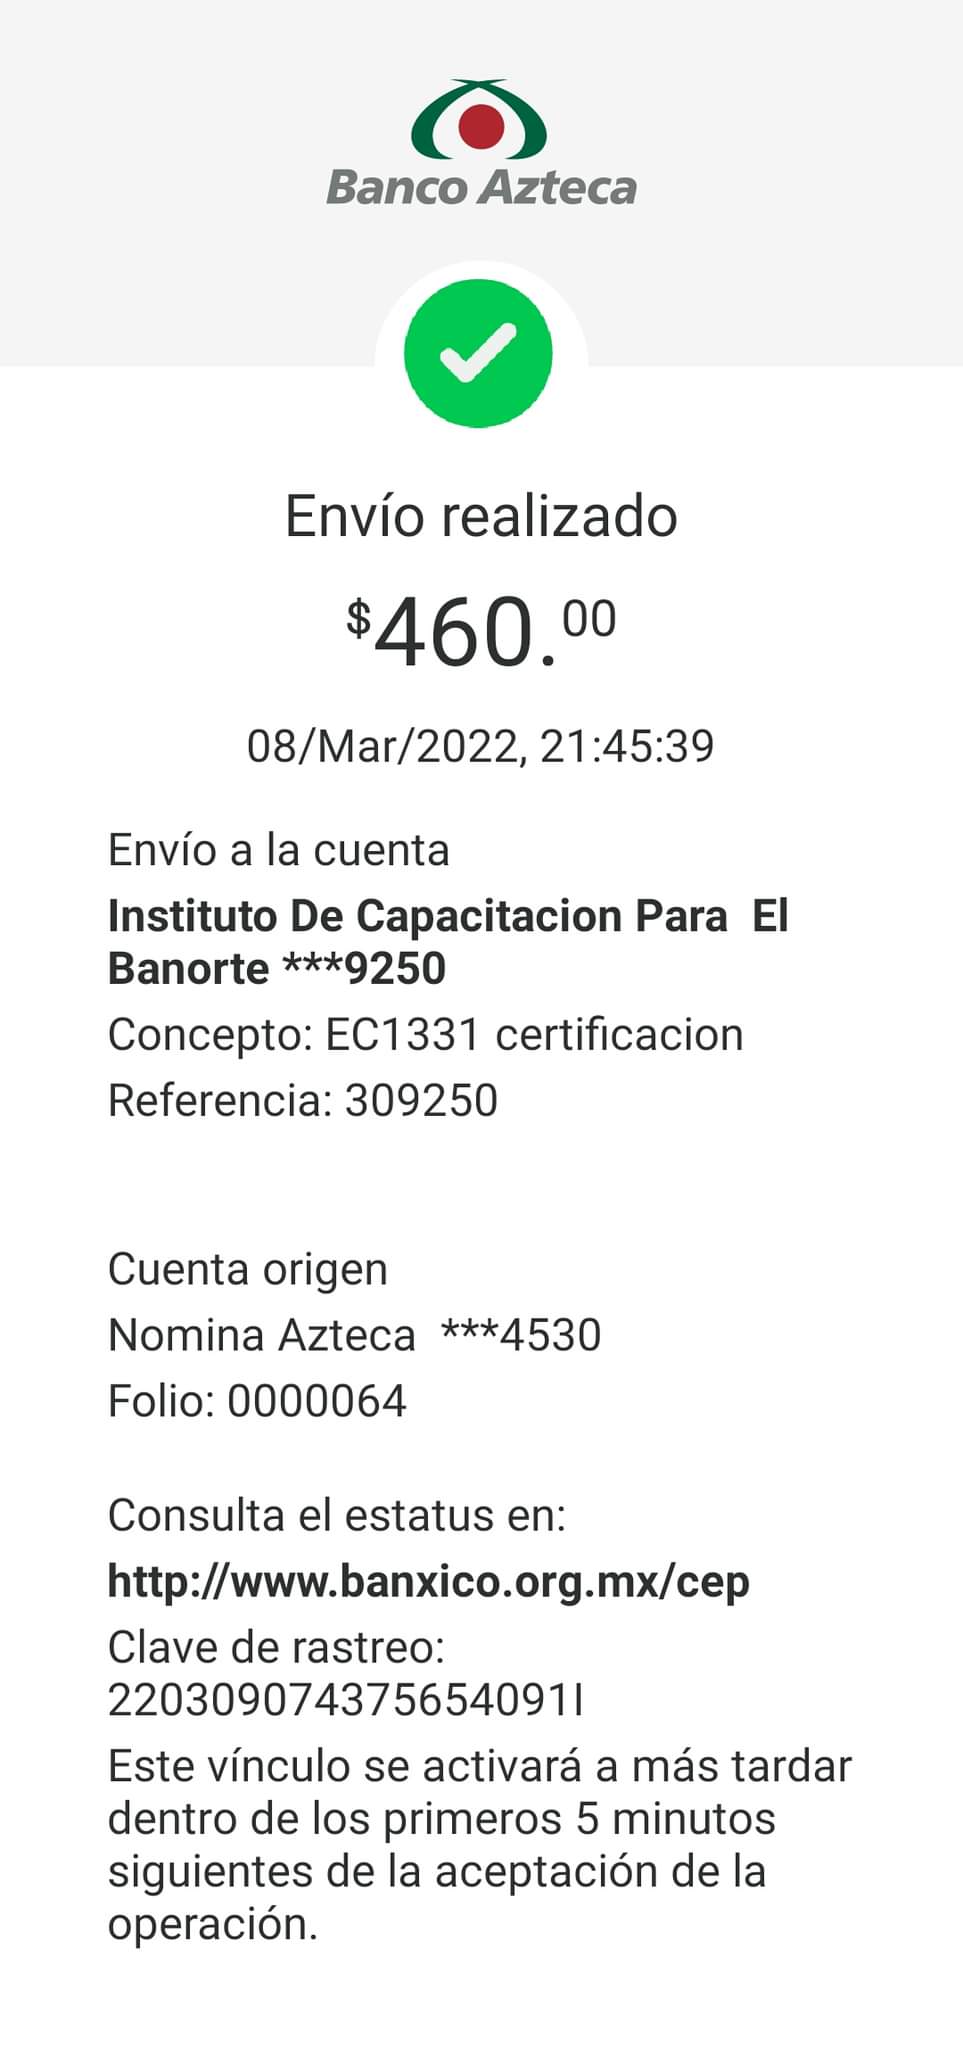 Banco Azteca
Envío realizado
$460.00
08/Mar/2022, 21:45:39
Envío a la cuenta
Instituto De Capacitacion Para  El
Banorte ***9250
Concepto: EC1331 certificacion
Referencia: 309250
Cuenta origen
Nomina Azteca  ***4530
Folio: 0000064
Consulta el estatus en:
http://www.banxico.org.mx/cep
Clave de rastreo:
220309074375654091I
Este vínculo se activará a más tardar
dentro de los primeros 5 minutos
siguientes de la aceptación de la
operación.